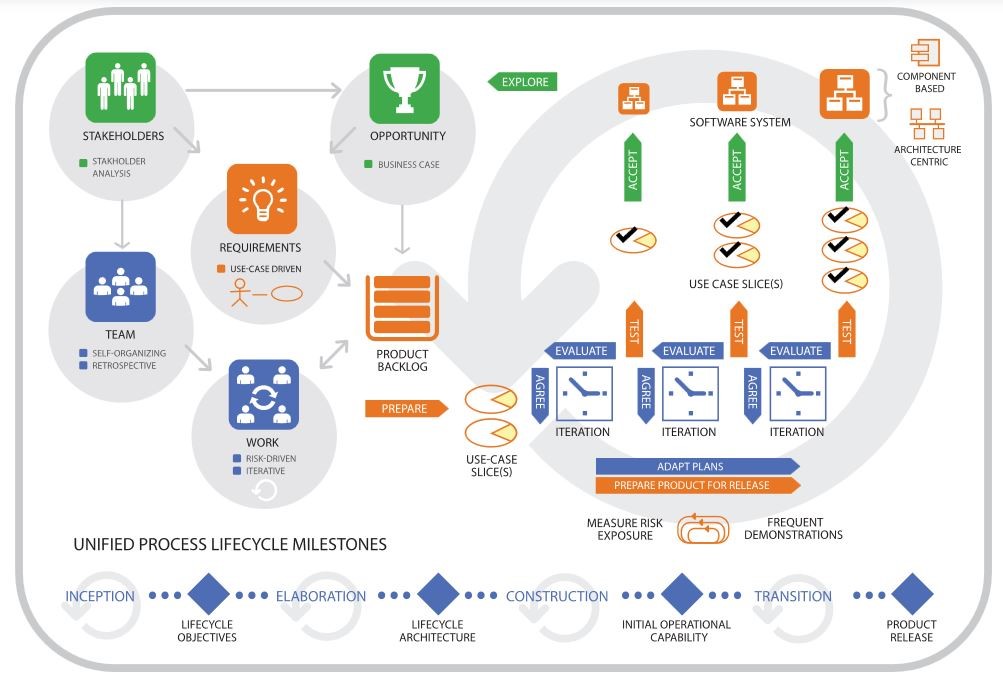 STAKEHOLDERS
STAKHOLDER
ANALYSIS
OPPORTUNITY
BUSINESS CASE
EXPLORE
REQUIREMENTS
USE-CASE DRIVEN
TEAM
SELF-ORGANIZING
RETROSPECTIVE
PRODUCT
BACKLOG
WORK
RISK-DRIVEN
ITERATIVE
PREPARE
USE-CASE
SLICE(S)
SOFTWARE SYSTEM
COMPONENT
BASED
ARCHITECTURE
CENTRIC
ACCEPT
ACCEPT
ACCEPT
USE CASE SLICE(S)
TEST
TEST
TEST
EVALUATE
EVALUATE
EVALUATE
AGREE
AGREE
AGREE
ITERATION
ITERATION
ITERATION
ADAPT PLANS
PREPARE PRODUCT FOR RELEASE
MEASURE RISK
EXPOSURE
FREQUENT
DEMONSTRATIONS
UNIFIED PROCESS LIFECYCLE MILESTONES
INCEPTION
LIFECYCLE
OBJECTIVES
ELABORATION
LIFECYCLE
ARCHITECTURE
CONSTRUCTION
INITIAL OPERATIONAL
CAPABILITY
TRANSITION
PRODUCT
RELEASE